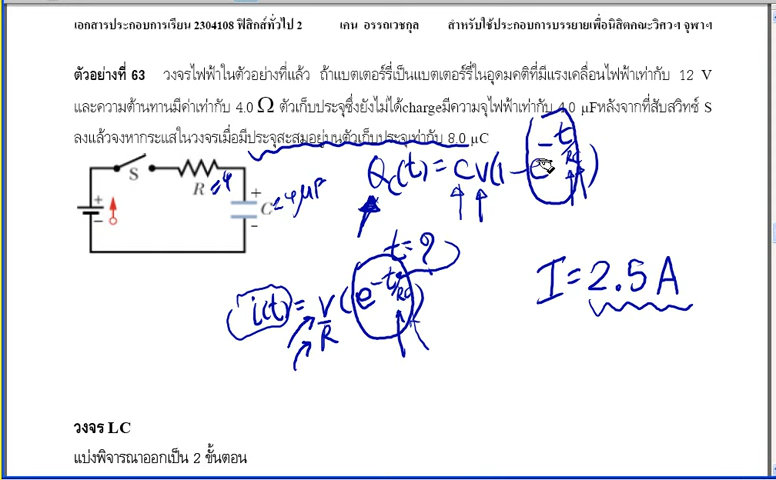 เอกสารประกอบการเรียน 2304108 ฟิสิกส์ทั่วไป 2 เคน อรรถเวชกุล สำหรับใช้ประกอบการบรรยายเพื่อนิสิตคณะวิศวฯ จุฬาฯ
ตัวอย่างที่ 63 วงจรไฟฟ้าในตัวอย่างที่แล้ว ถ้าแบตเตอร์รี่เป็นแบตเตอร์รี่ในอุดมคติที่มีแรงเคลื่อนไฟฟ้าเท่ากับ 12 V
และความต้านทานมีค่าเท่ากับ 4.0 Ω ตัวเก็บประจุซึ่งยังไม่ได้chargeมีความจุไฟฟ้าเท่ากับ 4.0 μFหลังจากที่สับสวิทช์ S
ลงแล้วจงหากระแสในวงจรเมื่อมีประจุสะสมอยู่บนตัวเก็บประจุเท่ากับ 8.0 μC
S
R = 4
C = 4 μF
+
-
+
-
Q_C(t) = CV(1 - e^{-t/RC})
t = ?
i(t) = V/R (e^{-t/RC})
I = 2.5 A
วงจร LC
แบ่งพิจารณาออกเป็น 2 ขั้นตอน